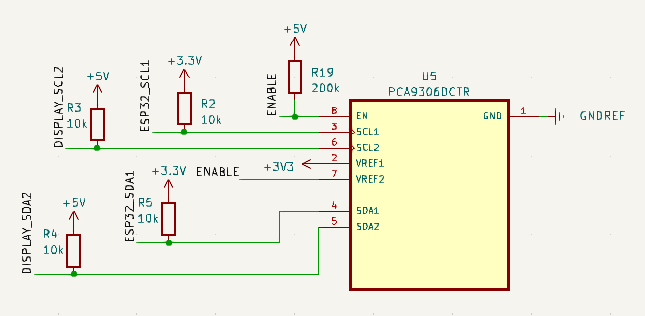 +5V
U5
PCA9306DCTR
+3.3V
R19
200k
ENABLE
+5V
DISPLAY_SCL2
R3
10k
ESP32_SCL1
R2
10k
8
EN
GND
1
GNDREF
3
SCL1
6
SCL2
+3V3
2
VREF1
+3.3V
ENABLE
7
VREF2
ESP32_SDA1
R5
10k
+5V
4
SDA1
5
SDA2
DISPLAY_SDA2
R4
10k